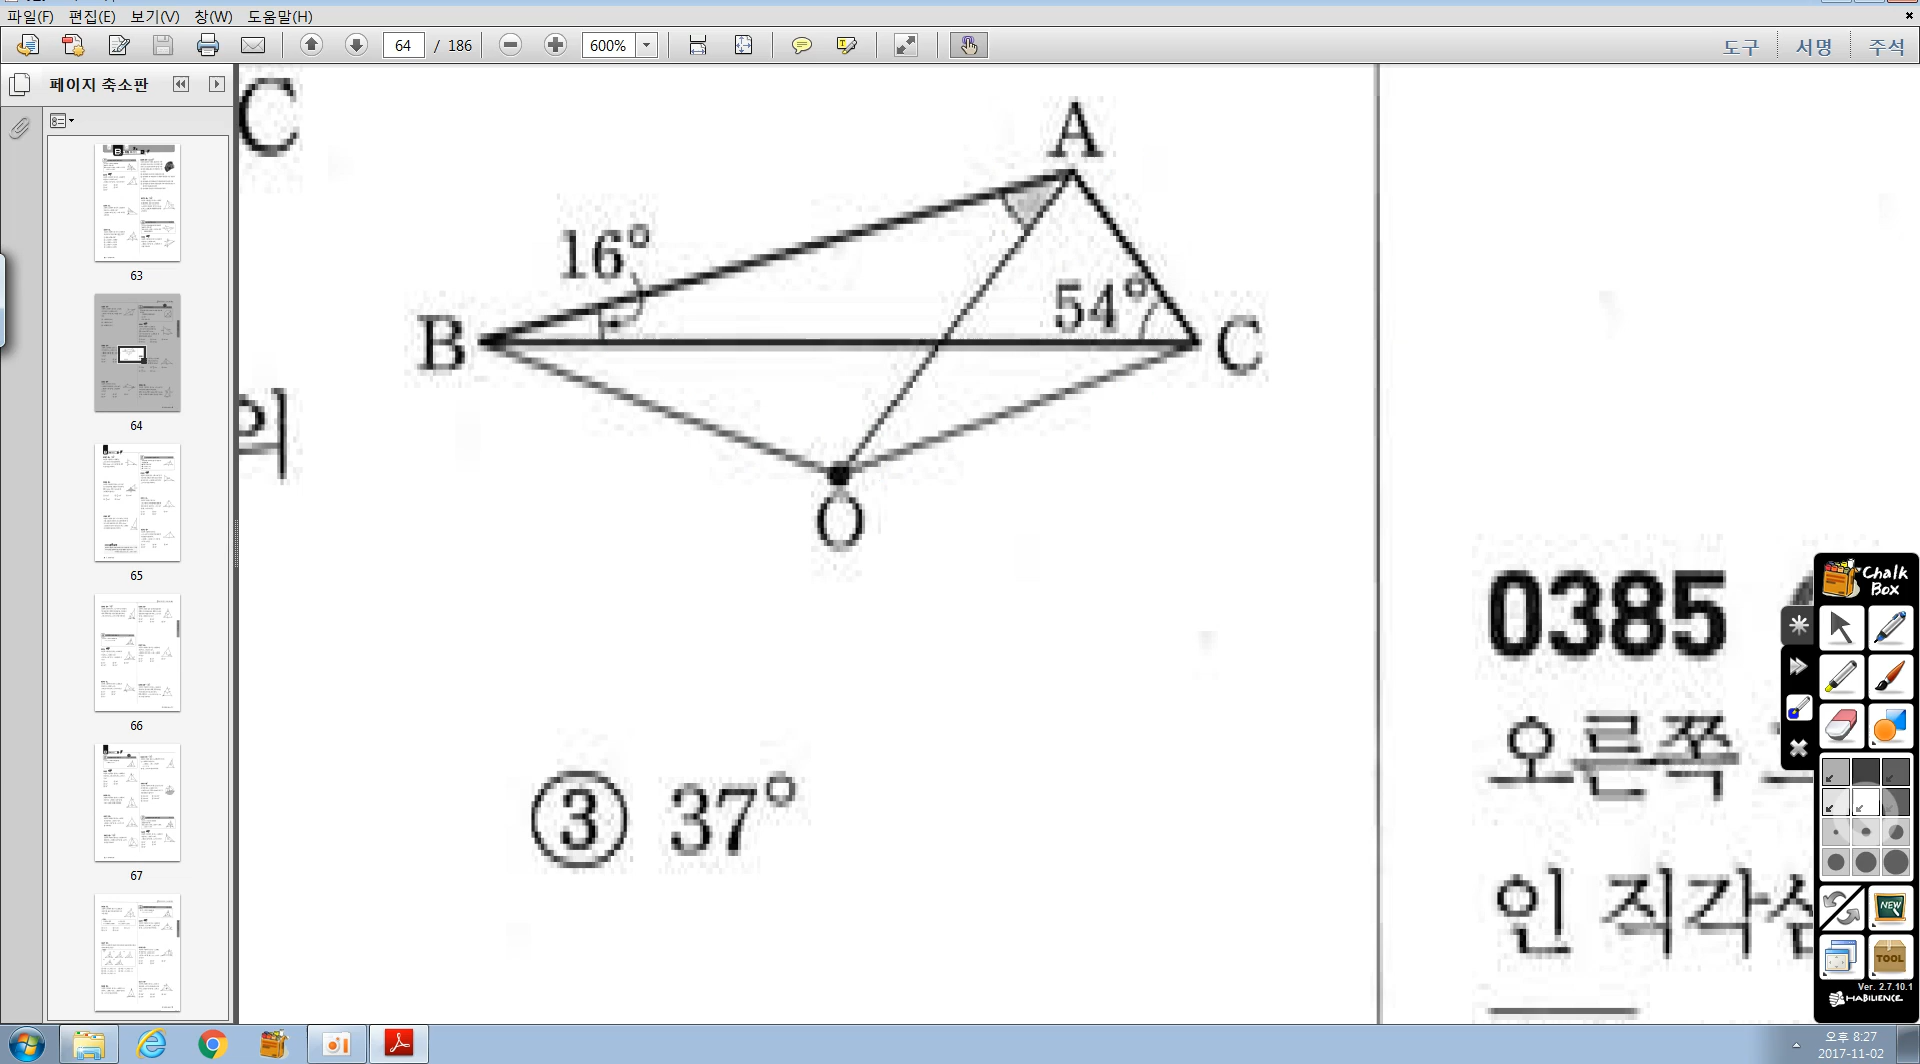 파일(F) 편집(E) 보기(V) 창(W) 도움말(H)
64 / 186 600% 도구 서명 주석
페이지 축소판
63
64
65
66
67
C
의
A
16°
54°
B
C
O
③ 37°
0385
오른쪽
인 직각삼
Chalk
Box
NEW
TOOL
Ver. 2.7.10.1
HABILIENCE
오후 8:27
2017-11-02